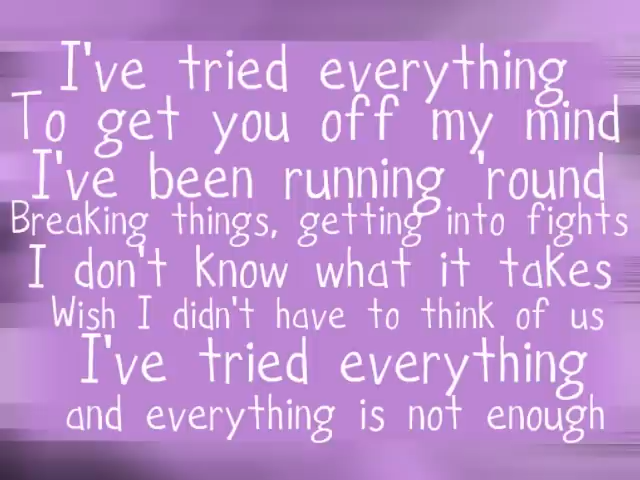 I've tried everything
To get you off my mind
I've been running 'round
Breaking things, getting into fights
I don't know what it takes
Wish I didn't have to think of us
I've tried everything
and everything is not enough